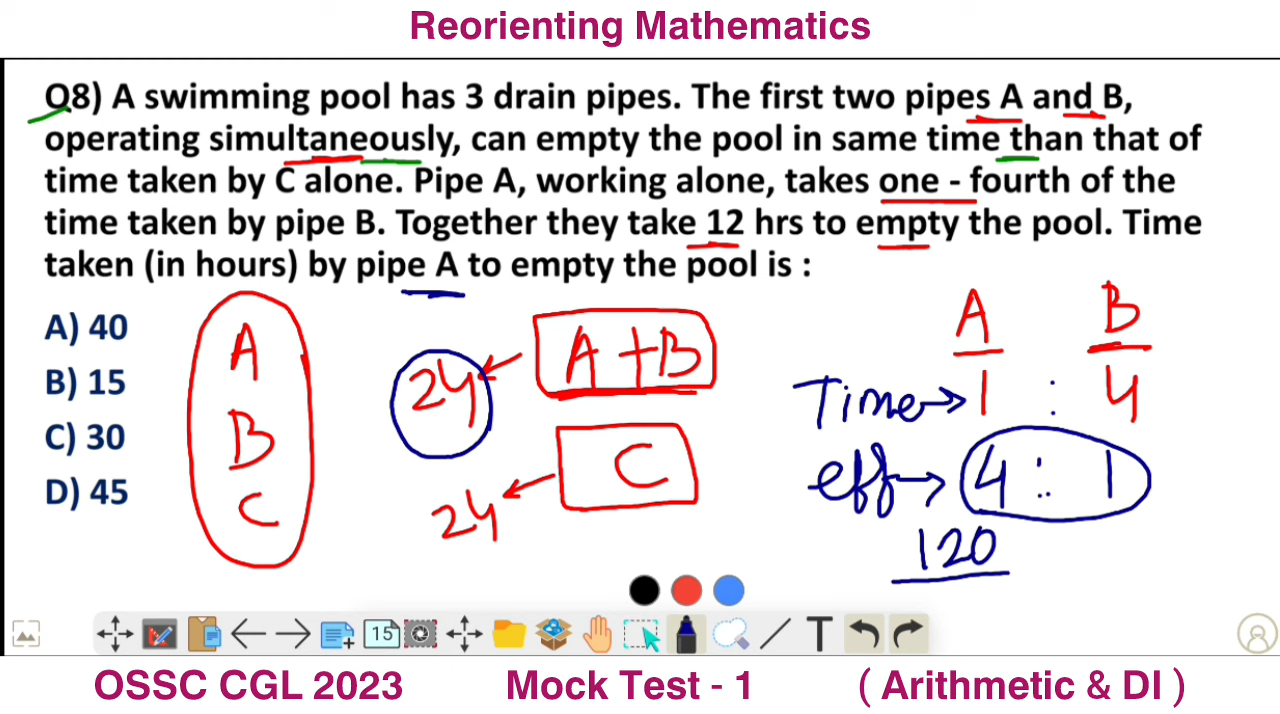 Reorienting Mathematics
Q8) A swimming pool has 3 drain pipes. The first two pipes A and B,
operating simultaneously, can empty the pool in same time than that of
time taken by C alone. Pipe A, working alone, takes one - fourth of the
time taken by pipe B. Together they take 12 hrs to empty the pool. Time
taken (in hours) by pipe A to empty the pool is :
A) 40
B) 15
C) 30
D) 45
A
B
C
24
A + B
24
C
A B
Time→ 1 : 4
eff→ 4 : 1
120
15
T
OSSC CGL 2023 Mock Test - 1 ( Arithmetic & DI )